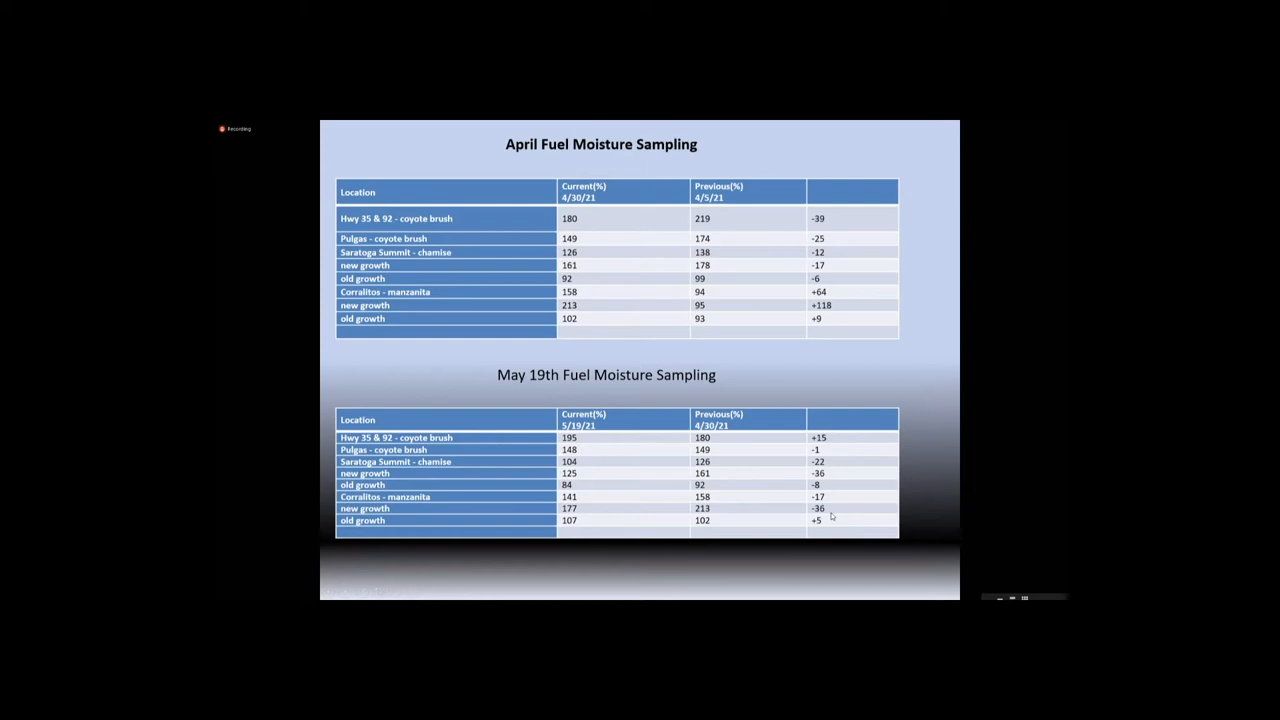 Recording
April Fuel Moisture Sampling
Location Current(%) 4/30/21 Previous(%) 4/5/21
Hwy 35 & 92 - coyote brush 180 219 -39
Pulgas - coyote brush 149 174 -25
Saratoga Summit - chamise 126 138 -12
new growth 161 178 -17
old growth 92 99 -6
Corralitos - manzanita 158 94 +64
new growth 213 95 +118
old growth 102 93 +9
May 19th Fuel Moisture Sampling
Location Current(%) 5/19/21 Previous(%) 4/30/21
Hwy 35 & 92 - coyote brush 195 180 +15
Pulgas - coyote brush 148 149 -1
Saratoga Summit - chamise 104 126 -22
new growth 125 161 -36
old growth 84 92 -8
Corralitos - manzanita 141 158 -17
new growth 177 213 -36
old growth 107 102 +5